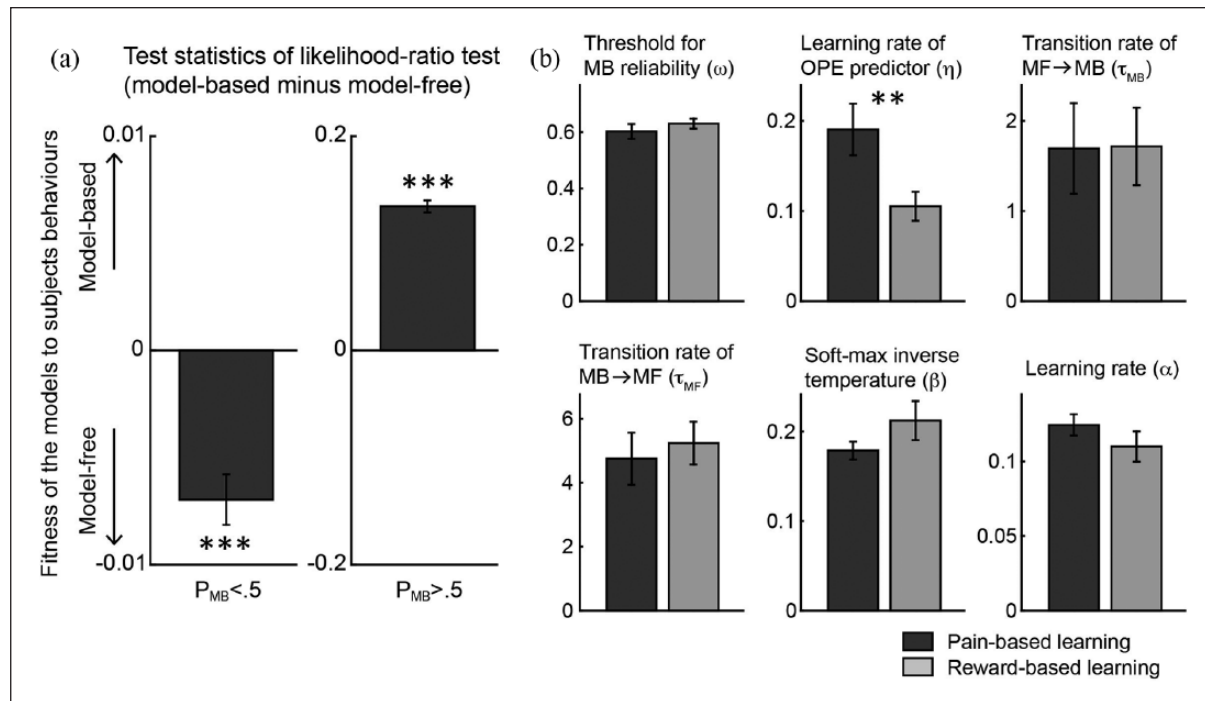 (a)
Test statistics of likelihood-ratio test
(model-based minus model-free)
Fitness of the models to subjects behaviours
Model-free
Model-based
0.01
0
-0.01
***
P_MB<.5
0.2
0
-0.2
***
P_MB>.5
(b)
Threshold for
MB reliability (ω)
0.6
0.4
0.2
0
Learning rate of
OPE predictor (η)
**
0.2
0.1
0
Transition rate of
MF→MB (τ_MB)
2
1
0
Transition rate of
MB→MF (τ_MF)
6
4
2
0
Soft-max inverse
temperature (β)
0.2
0.1
0
Learning rate (α)
0.1
0.05
0
Pain-based learning
Reward-based learning